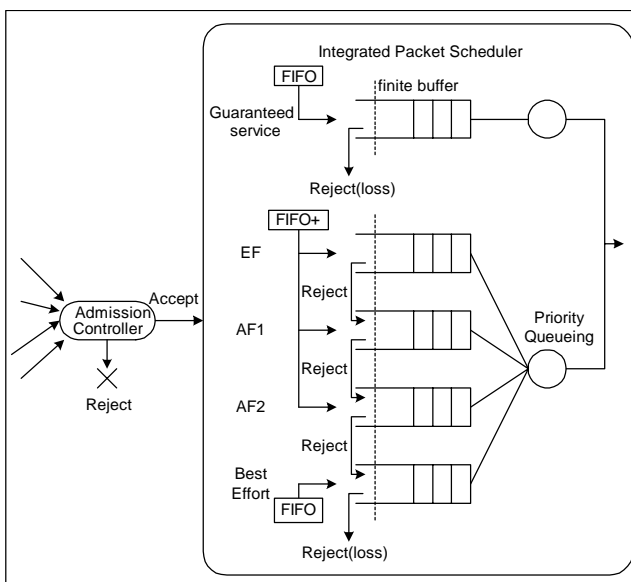 Integrated Packet Scheduler
FIFO
finite buffer
Guaranteed
service
Reject(loss)
FIFO+
EF
Reject
Accept
Admission
Controller
AF1
Priority
Queueing
Reject
Reject
AF2
Reject
Best
Effort
FIFO
Reject(loss)